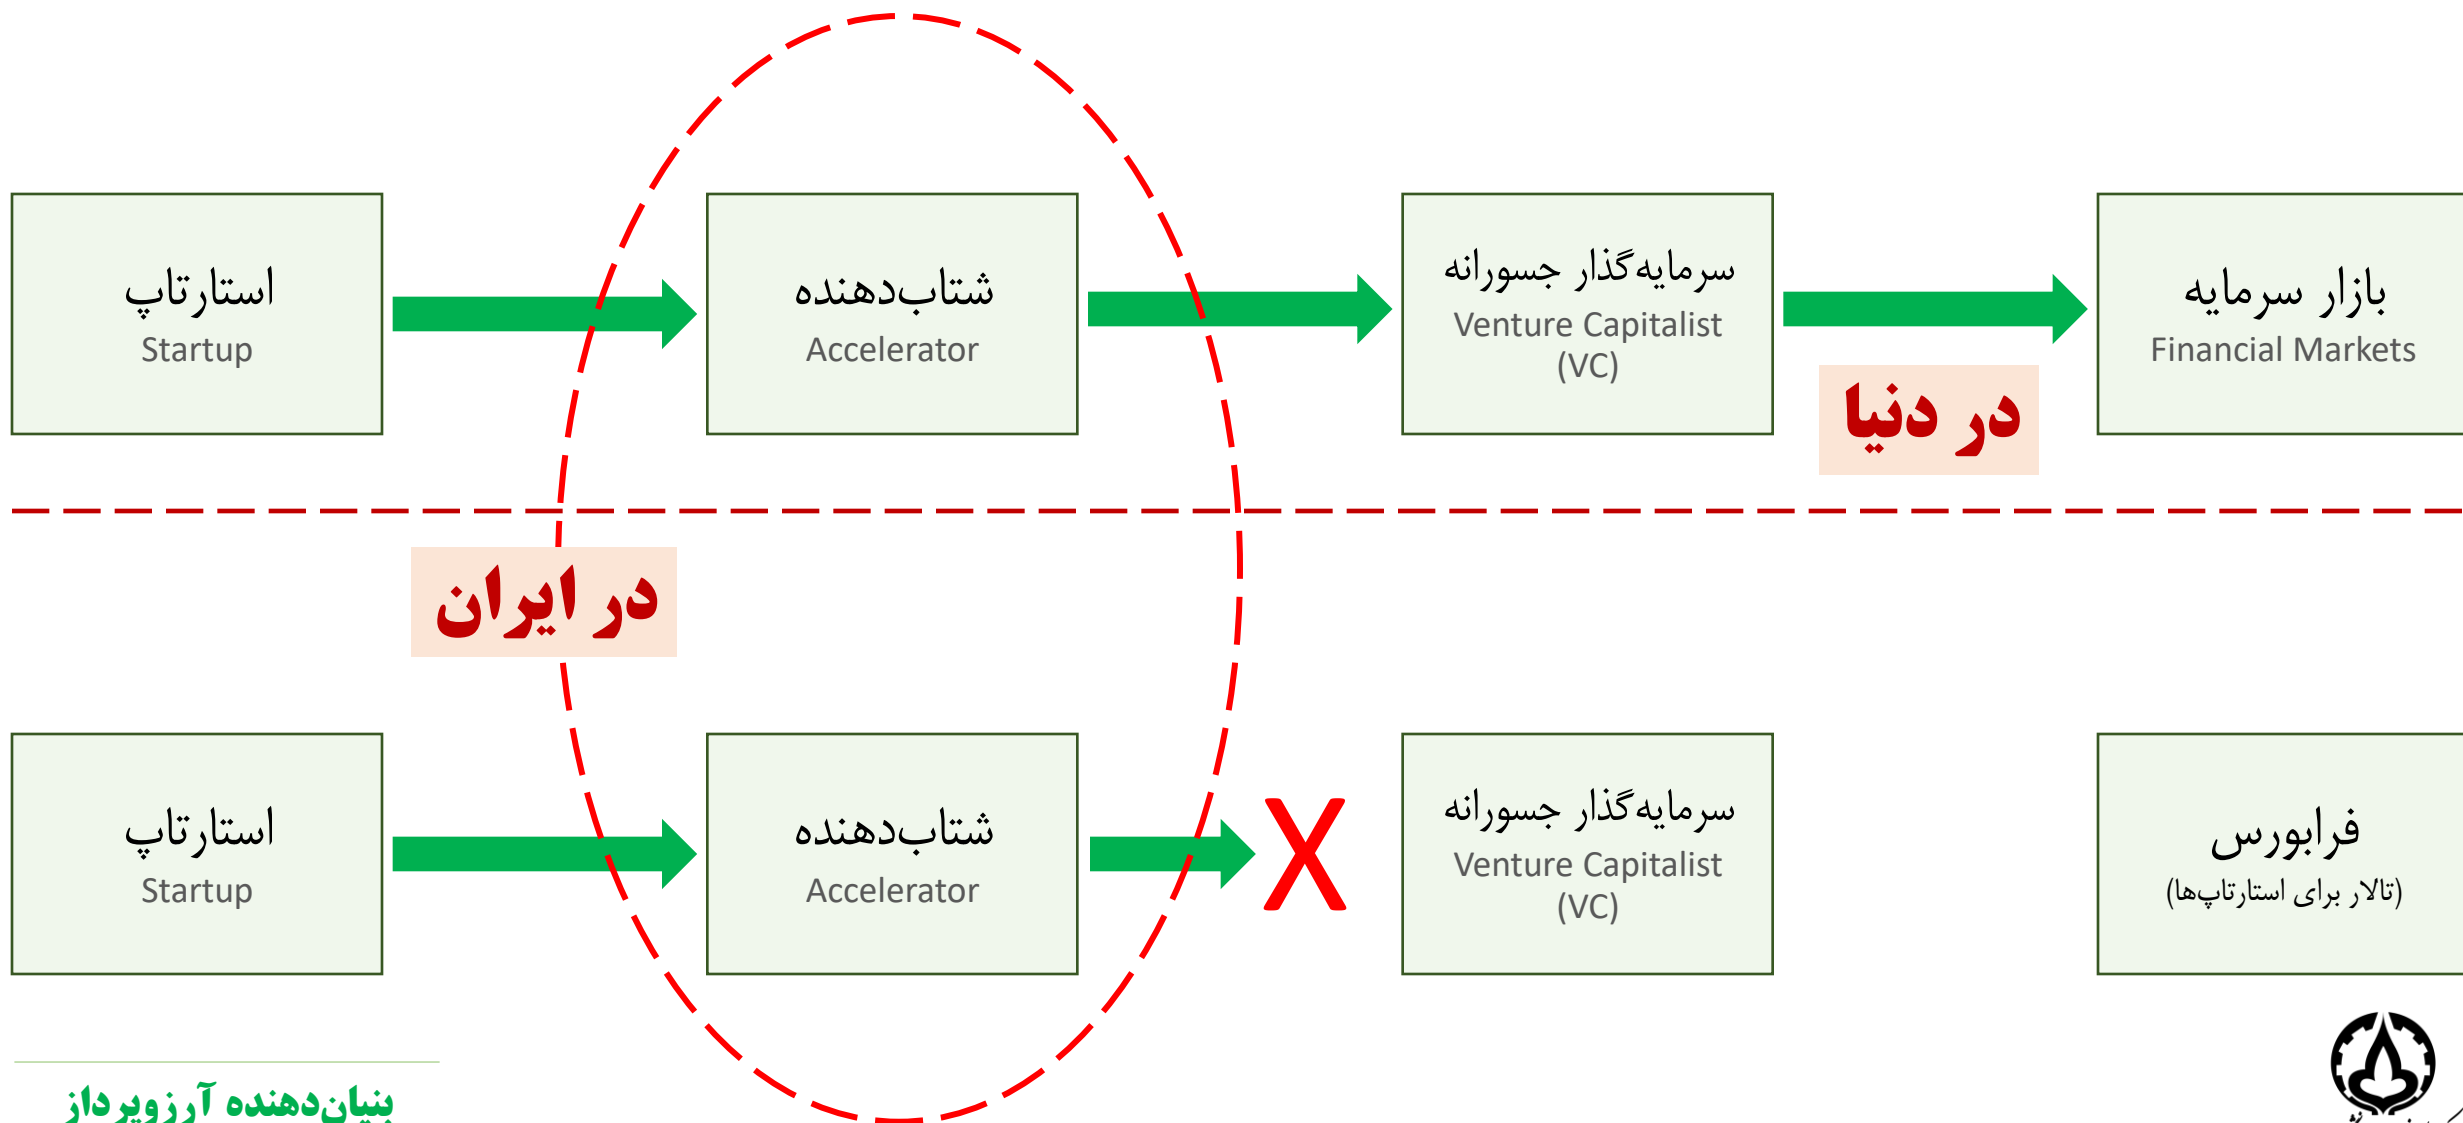 استارتاپ
Startup
شتاب‌دهنده
Accelerator
سرمایه‌گذار جسورانه
Venture Capitalist
(VC)
بازار سرمایه
Financial Markets
در دنیا
در ایران
استارتاپ
Startup
شتاب‌دهنده
Accelerator
X
سرمایه‌گذار جسورانه
Venture Capitalist
(VC)
فرابورس
(تالار برای استارتاپ‌ها)
بنیان‌دهنده آرزوپرداز